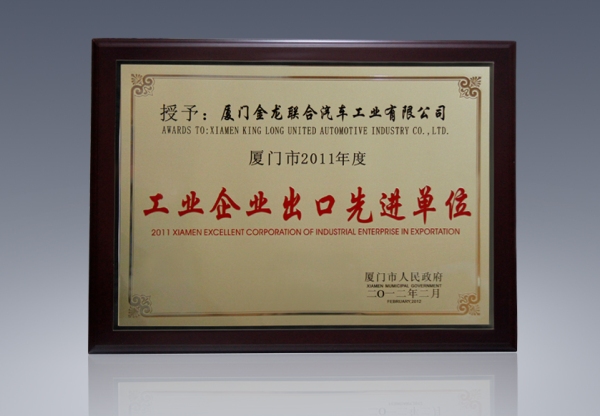 授予：厦门金龙联合汽车工业有限公司
AWARDS TO:XIAMEN KING LONG UNITED AUTOMOTIVE INDUSTRY CO.,LTD.
厦门市2011年度
工业企业出口先进单位
2011 XIAMEN EXCELLENT CORPORATION OF INDUSTRIAL ENTERPRISE IN EXPORTATION
厦门市人民政府
XIAMEN MUNICIPAL GOVERNMENT
二〇一二年二月
FEBRUARY,2012